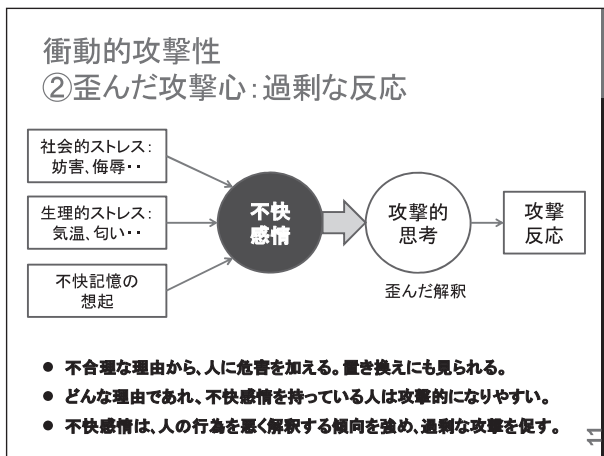 衝動的攻撃性
②歪んだ攻撃心：過剰な反応
社会的ストレス：
妨害、侮辱・・
生理的ストレス：
気温、匂い・・
不快記憶の
想起
不快
感情
攻撃的
思考
歪んだ解釈
攻撃
反応
● 不合理な理由から、人に危害を加える。置き換えにも見られる。
● どんな理由であれ、不快感情を持っている人は攻撃的になりやすい。
● 不快感情は、人の行為を悪く解釈する傾向を強め、過剰な攻撃を促す。
11